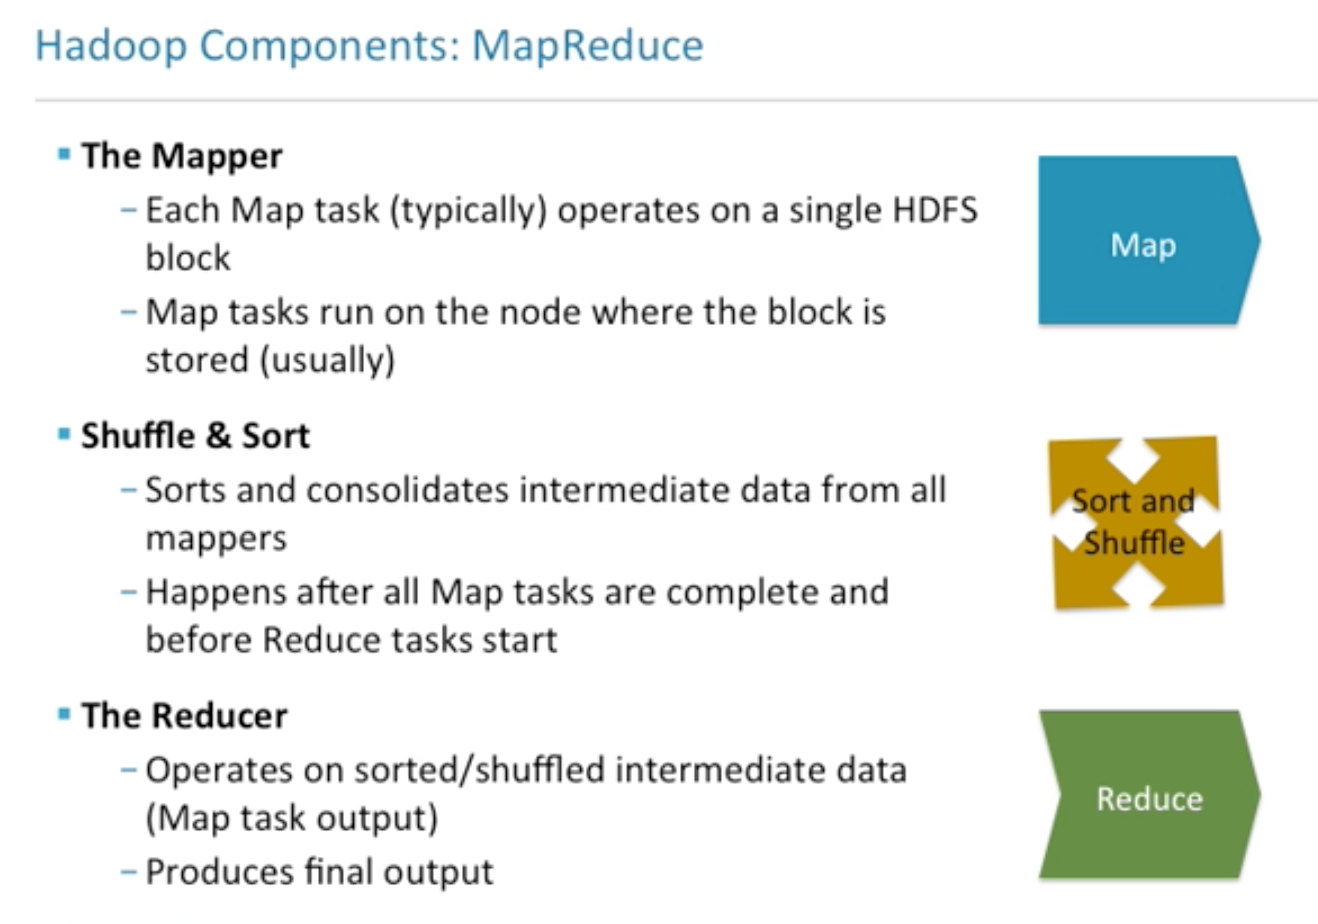 Hadoop Components: MapReduce
▪ The Mapper
– Each Map task (typically) operates on a single HDFS
block
– Map tasks run on the node where the block is
stored (usually)
Map
▪ Shuffle & Sort
– Sorts and consolidates intermediate data from all
mappers
– Happens after all Map tasks are complete and
before Reduce tasks start
Sort and
Shuffle
▪ The Reducer
– Operates on sorted/shuffled intermediate data
(Map task output)
– Produces final output
Reduce